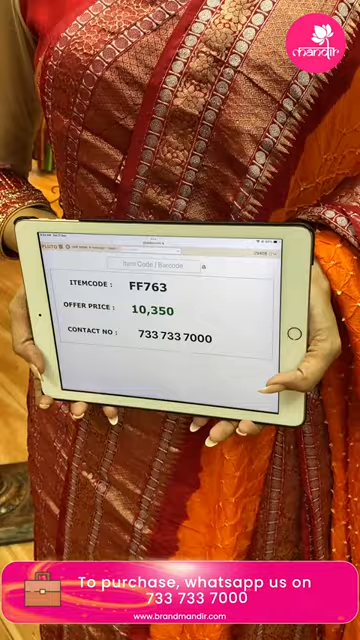 mandir
Item Code / Barcode
ITEMCODE : FF763
OFFER PRICE : 10,350
CONTACT NO : 733 733 7000
To purchase, whatsapp us on
733 733 7000
www.brandmandir.com